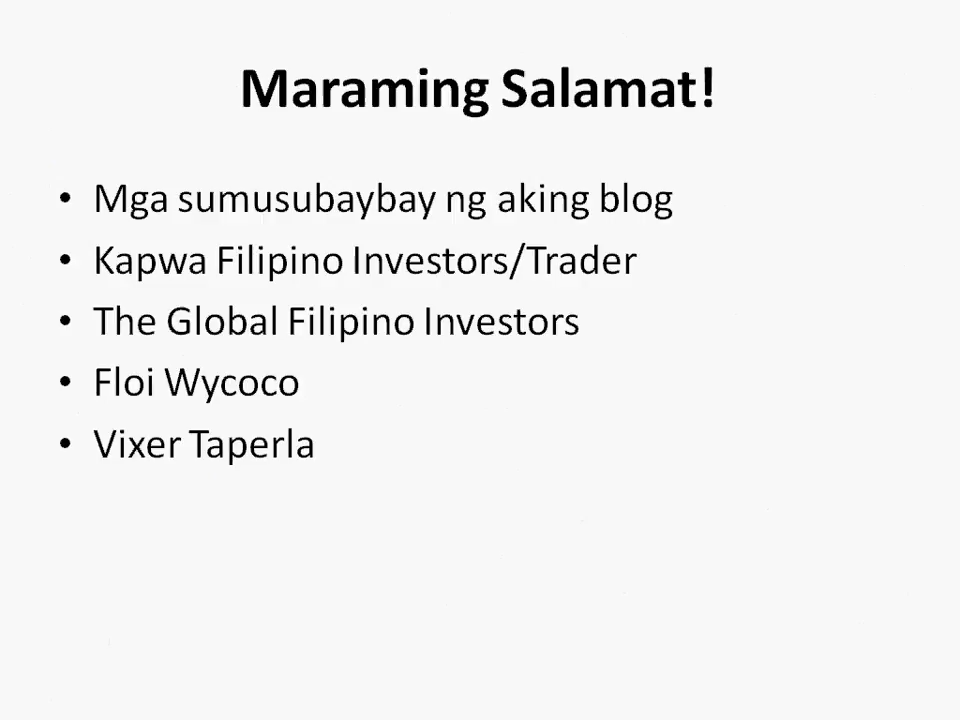 Maraming Salamat!
• Mga sumusubaybay ng aking blog
• Kapwa Filipino Investors/Trader
• The Global Filipino Investors
• Floi Wycoco
• Vixer Taperla